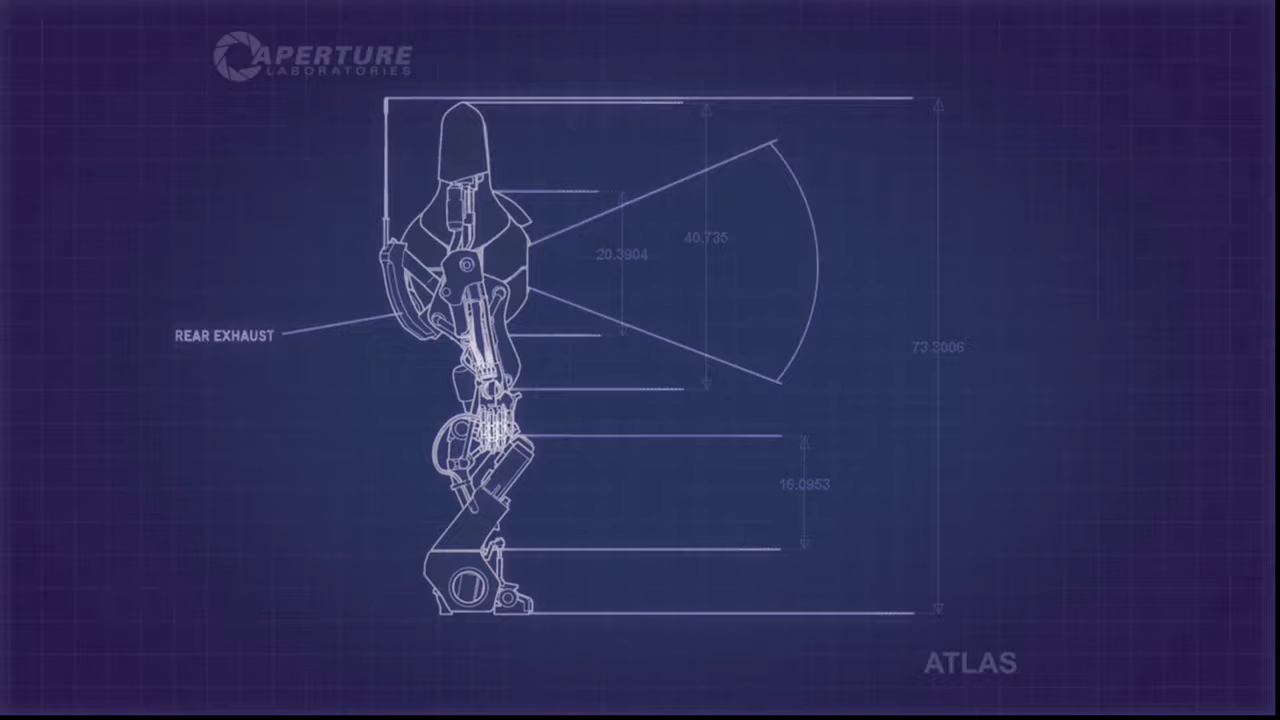 APERTURE
LABORATORIES
20.3904
40.735
REAR EXHAUST
73.3006
16.0953
ATLAS